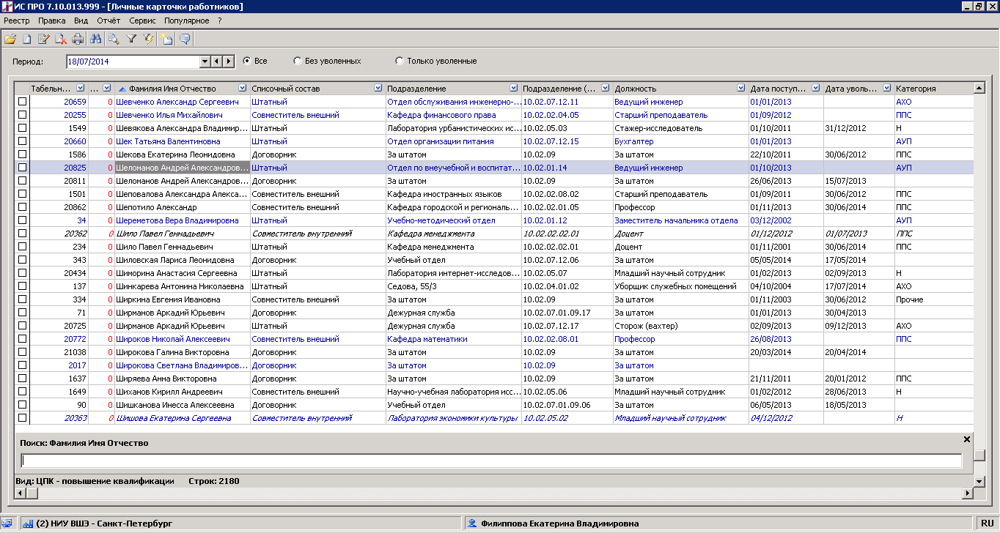 ИС ПРО 7.10.013.999 - [Личные карточки работников]
Реестр Правка Вид Отчёт Сервис Популярное ?
Период: 18/07/2014 Все Без уволенных Только уволенные
Табельн... ... Фамилия Имя Отчество Списочный состав Подразделение Подразделение (... Должность Дата поступ... Дата уволь... Категория
20659 0 Шевченко Александр Сергеевич Штатный Отдел обслуживания инженерно-... 10.02.07.12.11 Ведущий инженер 01/01/2013 АХО
20255 0 Шевченко Илья Михайлович Совместитель внешний Кафедра финансового права 10.02.02.04.05 Старший преподаватель 01/09/2012 ППС
1549 0 Шевякова Александра Владимир... Штатный Лаборатория урбанистических ис... 10.02.05.03 Стажер-исследователь 01/10/2011 31/12/2012 Н
20660 0 Шек Татьяна Валентиновна Штатный Отдел организации питания 10.02.07.12.15 Бухгалтер 01/01/2013 АУП
1586 0 Шекова Екатерина Леонидовна Договорник За штатом 10.02.09 За штатом 22/10/2011 30/06/2012 ППС
20825 0 Шеломанов Андрей Александров... Штатный Отдел по внеучебной и воспитат... 10.02.01.14 Ведущий инженер 01/10/2013 АУП
20811 0 Шеломанов Андрей Александров... Договорник За штатом 10.02.09 За штатом 26/06/2013 15/07/2013
1501 0 Шеповалова Александра Алекса... Совместитель внешний Кафедра иностранных языков 10.02.02.08.02 Старший преподаватель 01/09/2011 30/06/2012 ППС
20862 0 Шепотило Александр Совместитель внешний Кафедра городской и региональ... 10.02.02.01.05 Профессор 01/11/2013 30/06/2014 ППС
34 0 Шереметова Вера Владимировна Штатный Учебно-методический отдел 10.02.01.12 Заместитель начальника отдела 03/12/2002 АУП
20362 0 Шило Павел Геннадьевич Совместитель внутренний Кафедра менеджмента 10.02.02.02.01 Доцент 01/12/2012 01/07/2013 ППС
234 0 Шило Павел Геннадьевич Штатный Кафедра менеджмента 10.02.02.02.01 Доцент 01/11/2001 30/06/2014 ППС
343 0 Шиловская Лариса Леонидовна Договорник Учебный отдел 10.02.07.12.06 За штатом 05/05/2014 17/05/2014
20434 0 Шиморина Анастасия Сергеевна Штатный Лаборатория интернет-исследов... 10.02.05.07 Младший научный сотрудник 01/02/2013 02/09/2013 Н
137 0 Шинкарева Антонина Николаевна Штатный Седова, 55/3 10.02.04.01.02 Уборщик служебных помещений 04/10/2004 17/07/2014 АХО
334 0 Ширкина Евгения Ивановна Совместитель внешний За штатом 10.02.09 За штатом 01/11/2003 30/06/2012 Прочие
71 0 Ширманов Аркадий Юрьевич Договорник Дежурная служба 10.02.07.01.09.17 За штатом 01/01/2013 30/04/2013
20725 0 Ширманов Аркадий Юрьевич Штатный Дежурная служба 10.02.07.12.17 Сторож (вахтер) 02/09/2013 09/12/2013 АХО
20772 0 Широков Николай Алексеевич Совместитель внешний Кафедра математики 10.02.02.08.01 Профессор 26/08/2013 ППС
21038 0 Широкова Галина Викторовна Договорник За штатом 10.02.09 За штатом 20/03/2014 20/04/2014
2017 0 Широкова Светлана Владимиров... Договорник За штатом 10.02.09 За штатом
1637 0 Ширяева Анна Викторовна Договорник За штатом 10.02.09 За штатом 21/11/2011 20/01/2012 ППС
1649 0 Шиханов Кирилл Андреевич Совместитель внешний Научно-учебная лаборатория исс... 10.02.05.06 Младший научный сотрудник 01/02/2012 28/06/2013 Н
90 0 Шишканова Инесса Алексеевна Договорник Учебный отдел 10.02.07.01.09.06 За штатом 06/05/2013 18/05/2013
20363 0 Шишова Екатерина Сергеевна Совместитель внутренний Лаборатория экономики культуры 10.02.05.02 Младший научный сотрудник 04/12/2012 Н
Поиск: Фамилия Имя Отчество
Вид: ЦПК - повышение квалификации Строк: 2180
(2) НИУ ВШЭ - Санкт-Петербург Филиппова Екатерина Владимировна RU